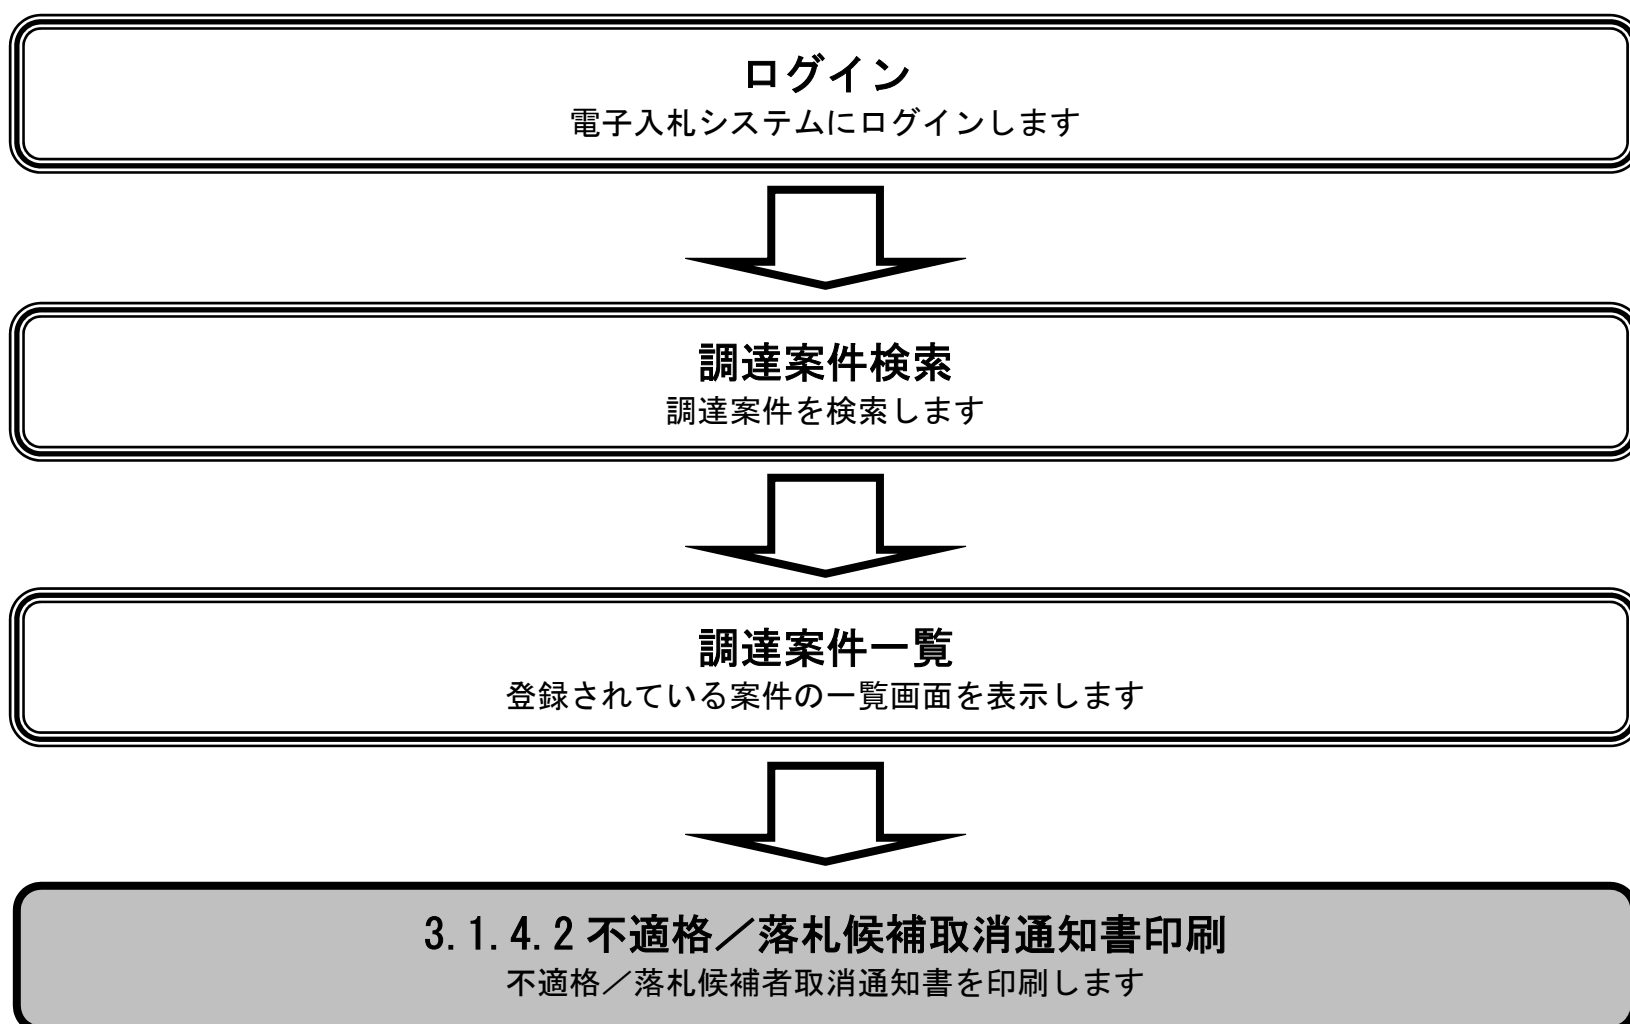 ログイン
電子入札システムにログインします
調達案件検索
調達案件を検索します
調達案件一覧
登録されている案件の一覧画面を表示します
3.1.4.2 不適格／落札候補取消通知書印刷
不適格／落札候補者取消通知書を印刷します